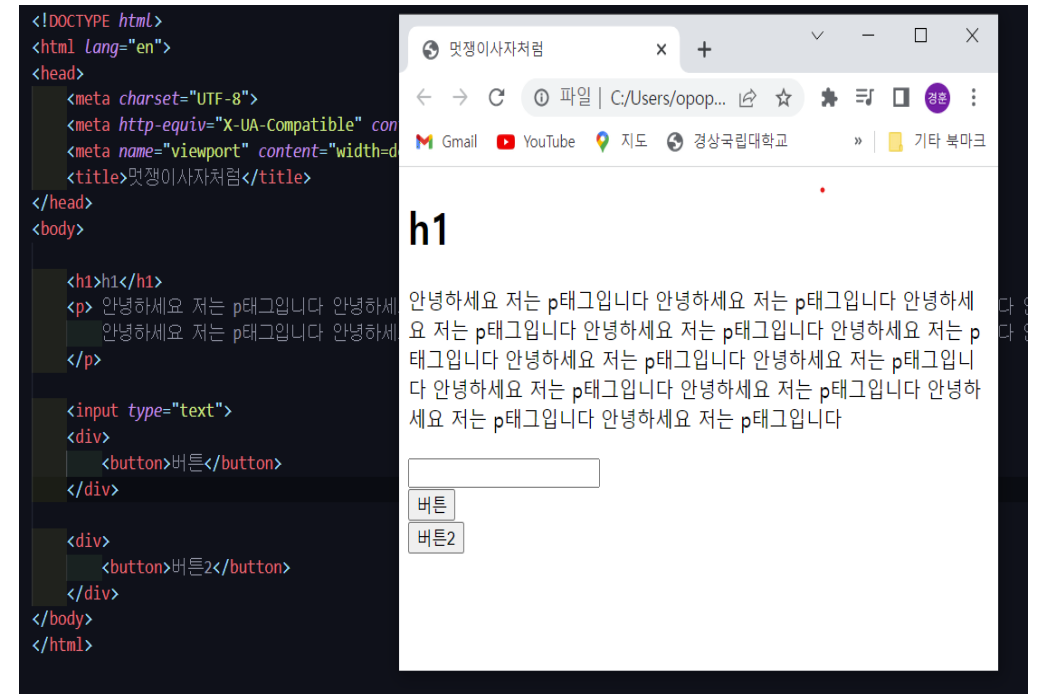 <!DOCTYPE html>
<html lang="en">
<head>
<meta charset="UTF-8">
<meta http-equiv="X-UA-Compatible" con
<meta name="viewport" content="width=d
<title>멋쟁이사자처럼</title>
</head>
<body>
<h1>h1</h1>
<p> 안녕하세요 저는 p태그입니다 안녕하세
안녕하세요 저는 p태그입니다 안녕하세
</p>
<input type="text">
<div>
<button>버튼</button>
</div>
<div>
<button>버튼2</button>
</div>
</body>
</html>
멋쟁이사자처럼
파일 | C:/Users/opop...
경훈
Gmail YouTube 지도 경상국립대학교 » 기타 북마크
h1
안녕하세요 저는 p태그입니다 안녕하세요 저는 p태그입니다 안녕하세
요 저는 p태그입니다 안녕하세요 저는 p태그입니다 안녕하세요 저는 p
태그입니다 안녕하세요 저는 p태그입니다 안녕하세요 저는 p태그입니
다 안녕하세요 저는 p태그입니다 안녕하세요 저는 p태그입니다 안녕하
세요 저는 p태그입니다 안녕하세요 저는 p태그입니다
버튼
버튼2
다
다